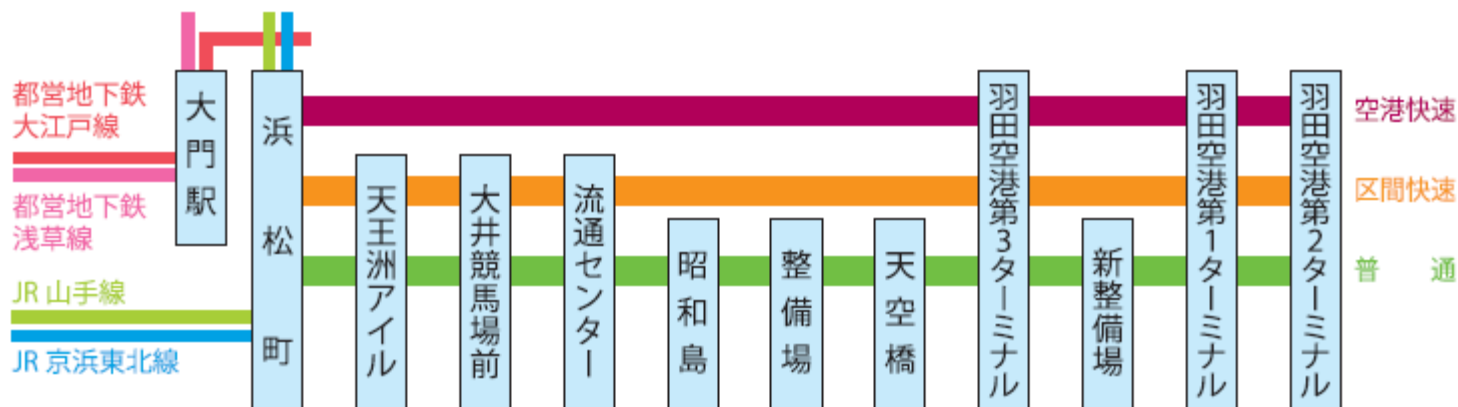 都営地下鉄
大江戸線
都営地下鉄
浅草線
JR 山手線
JR 京浜東北線
大門駅
浜松町
天王洲アイル
大井競馬場前
流通センター
昭和島
整備場
天空橋
羽田空港第3ターミナル
新整備場
羽田空港第1ターミナル
羽田空港第2ターミナル
空港快速
区間快速
普通